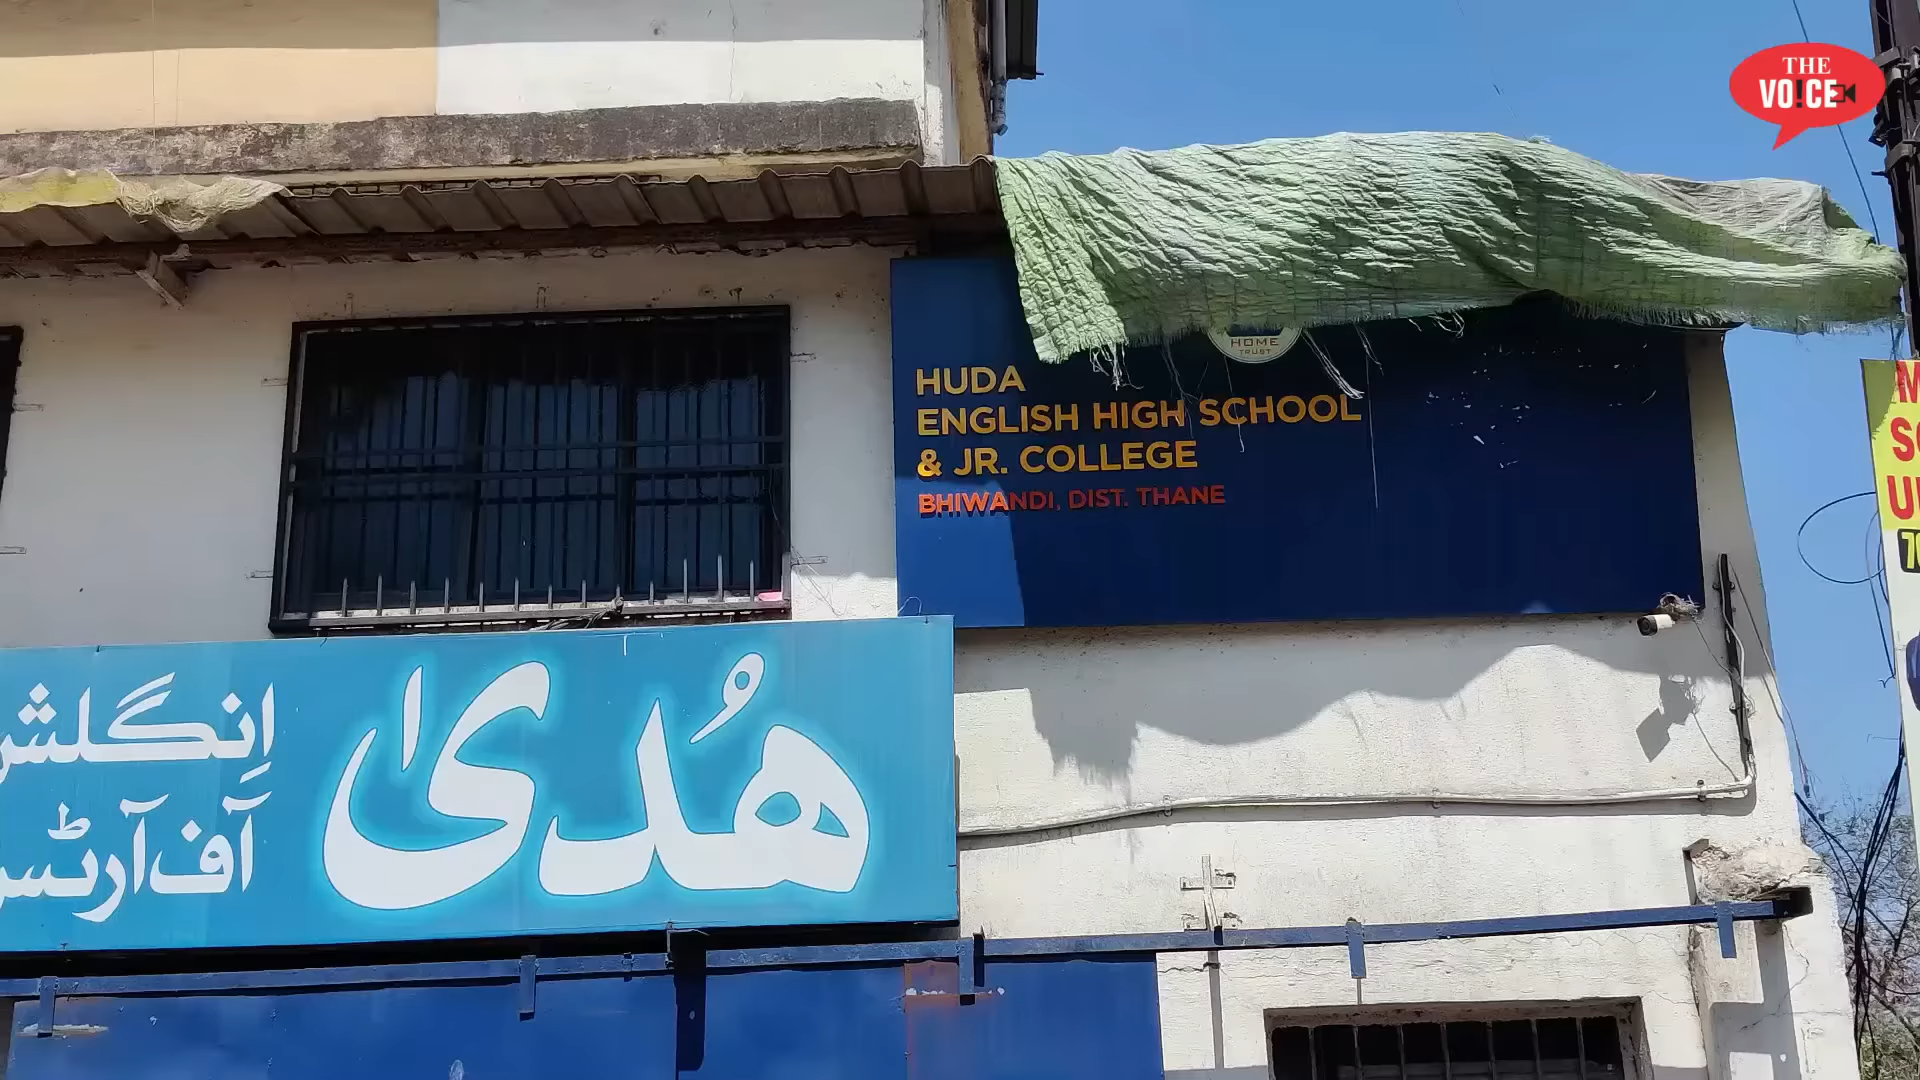 THE
VO!CE
HOME
TRUST
HUDA
ENGLISH HIGH SCHOOL
& JR. COLLEGE
BHIWANDI, DIST. THANE
ھُدیٰ
اِنگلش
آف آرٹس